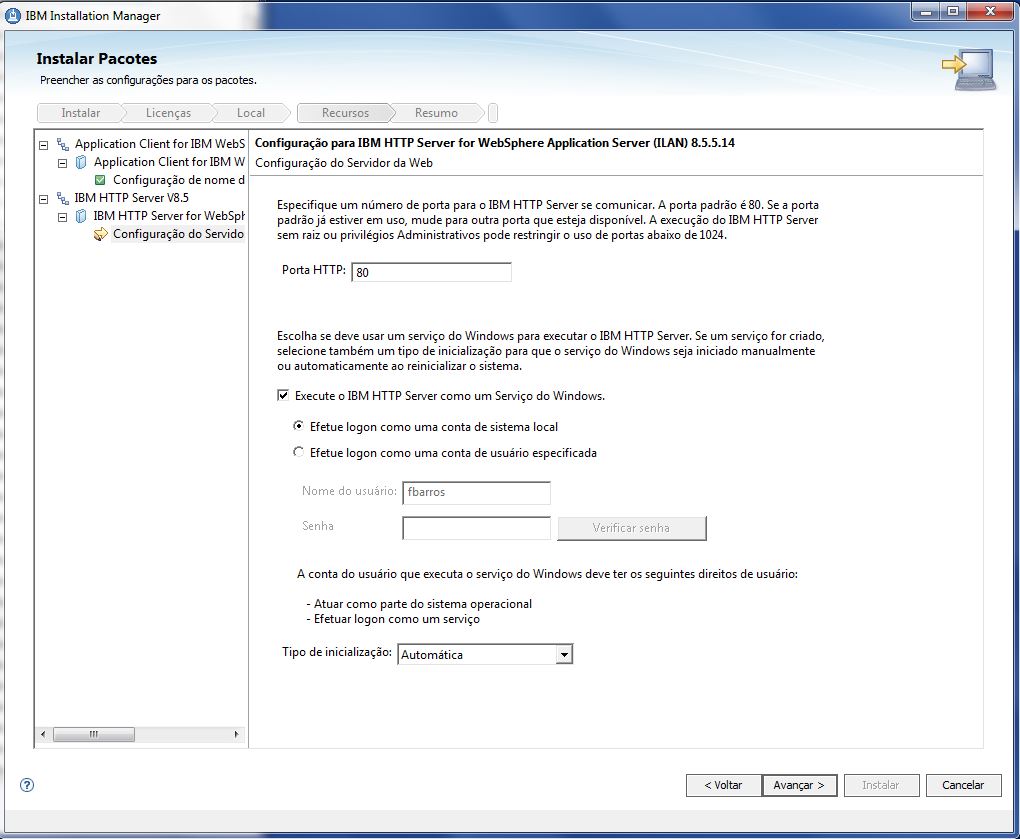 IBM Installation Manager
Instalar Pacotes
Preencher as configurações para os pacotes.
Instalar
Licenças
Local
Recursos
Resumo
Application Client for IBM WebS
Application Client for IBM W
Configuração de nome d
IBM HTTP Server V8.5
IBM HTTP Server for WebSph
Configuração do Servido
Configuração para IBM HTTP Server for WebSphere Application Server (ILAN) 8.5.5.14
Configuração do Servidor da Web
Especifique um número de porta para o IBM HTTP Server se comunicar. A porta padrão é 80. Se a porta
padrão já estiver em uso, mude para outra porta que esteja disponível. A execução do IBM HTTP Server
sem raiz ou privilégios Administrativos pode restringir o uso de portas abaixo de 1024.
Porta HTTP: 80
Escolha se deve usar um serviço do Windows para executar o IBM HTTP Server. Se um serviço for criado,
selecione também um tipo de inicialização para que o serviço do Windows seja iniciado manualmente
ou automaticamente ao reinicializar o sistema.
Execute o IBM HTTP Server como um Serviço do Windows.
Efetue logon como uma conta de sistema local
Efetue logon como uma conta de usuário especificada
Nome do usuário: fbarros
Senha
Verificar senha
A conta do usuário que executa o serviço do Windows deve ter os seguintes direitos de usuário:
- Atuar como parte do sistema operacional
- Efetuar logon como um serviço
Tipo de inicialização: Automática
?
< Voltar
Avançar >
Instalar
Cancelar